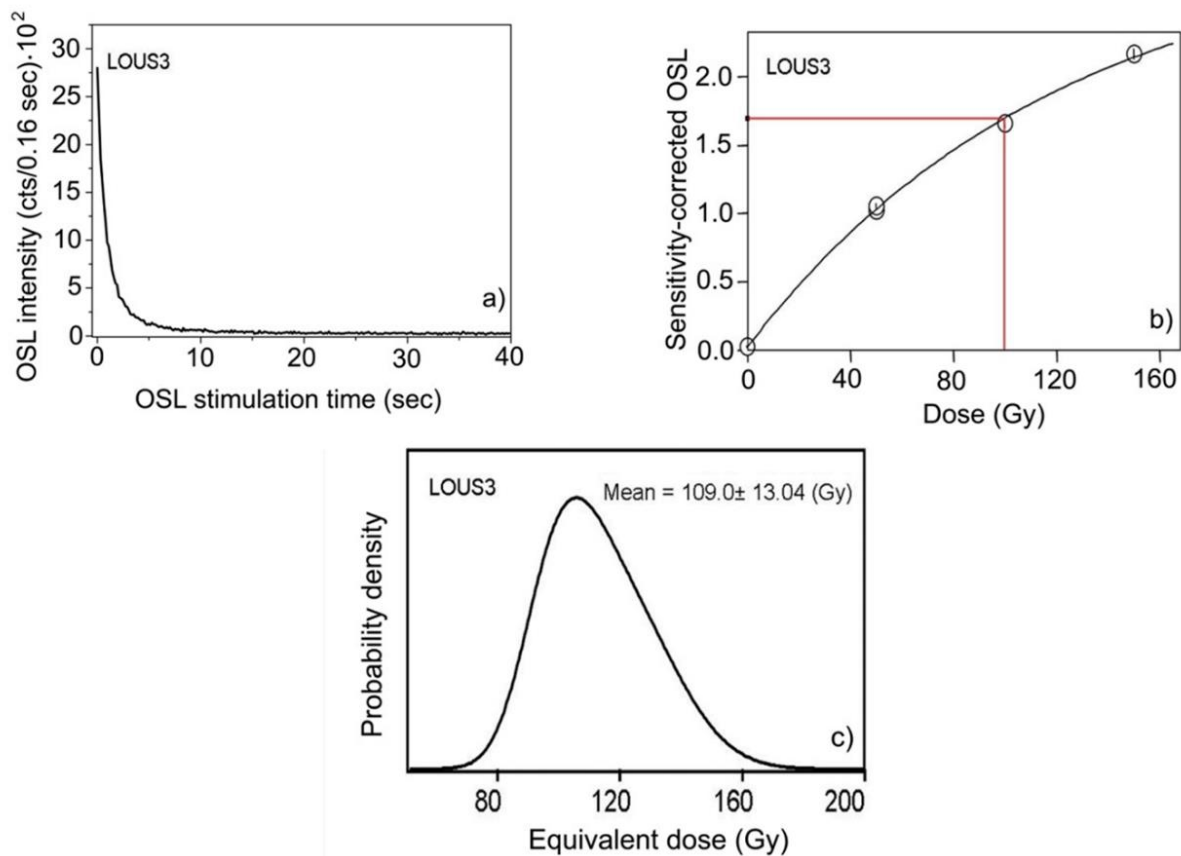 OSL intensity (cts/0.16 sec)·10²
30
25
20
15
10
5
0
LOUS3
a)
0 10 20 30 40
OSL stimulation time (sec)
Sensitivity-corrected OSL
2.0
1.5
1.0
0.5
0.0
LOUS3
b)
0 40 80 120 160
Dose (Gy)
Probability density
LOUS3
Mean = 109.0± 13.04 (Gy)
c)
80 120 160 200
Equivalent dose (Gy)